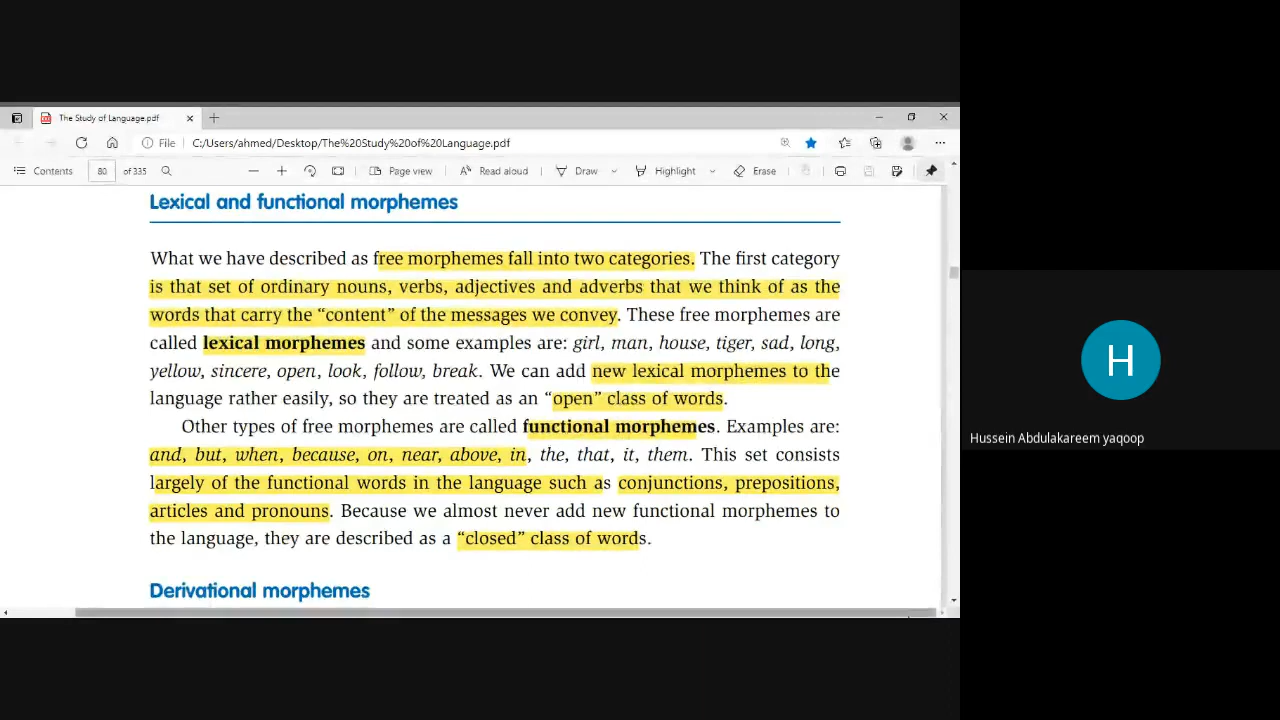 The Study of Language.pdf
File C:/Users/ahmed/Desktop/The%20Study%20of%20Language.pdf
Contents 80 of 335 Page view Read aloud Draw Highlight Erase
Lexical and functional morphemes
What we have described as free morphemes fall into two categories. The first category
is that set of ordinary nouns, verbs, adjectives and adverbs that we think of as the
words that carry the “content” of the messages we convey. These free morphemes are
called lexical morphemes and some examples are: girl, man, house, tiger, sad, long,
yellow, sincere, open, look, follow, break. We can add new lexical morphemes to the
language rather easily, so they are treated as an “open” class of words.
Other types of free morphemes are called functional morphemes. Examples are:
and, but, when, because, on, near, above, in, the, that, it, them. This set consists
largely of the functional words in the language such as conjunctions, prepositions,
articles and pronouns. Because we almost never add new functional morphemes to
the language, they are described as a “closed” class of words.
Derivational morphemes
H
Hussein Abdulakareem yaqoop